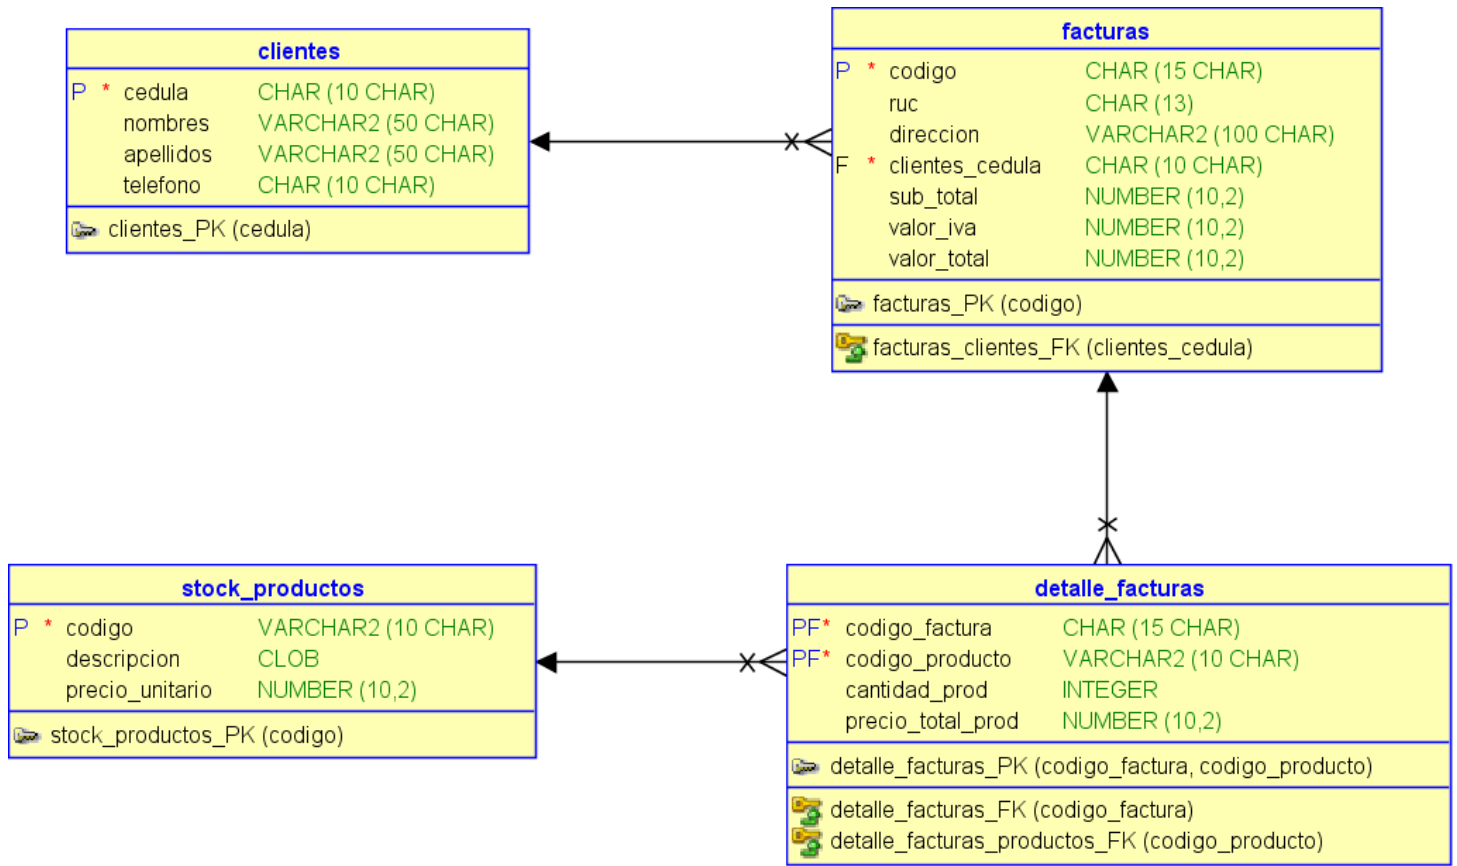 clientes
P * cedula CHAR (10 CHAR)
nombres VARCHAR2 (50 CHAR)
apellidos VARCHAR2 (50 CHAR)
telefono CHAR (10 CHAR)
clientes_PK (cedula)
facturas
P * codigo CHAR (15 CHAR)
ruc CHAR (13)
direccion VARCHAR2 (100 CHAR)
F * clientes_cedula CHAR (10 CHAR)
sub_total NUMBER (10,2)
valor_iva NUMBER (10,2)
valor_total NUMBER (10,2)
facturas_PK (codigo)
facturas_clientes_FK (clientes_cedula)
stock_productos
P * codigo VARCHAR2 (10 CHAR)
descripcion CLOB
precio_unitario NUMBER (10,2)
stock_productos_PK (codigo)
detalle_facturas
PF* codigo_factura CHAR (15 CHAR)
PF* codigo_producto VARCHAR2 (10 CHAR)
cantidad_prod INTEGER
precio_total_prod NUMBER (10,2)
detalle_facturas_PK (codigo_factura, codigo_producto)
detalle_facturas_FK (codigo_factura)
detalle_facturas_productos_FK (codigo_producto)